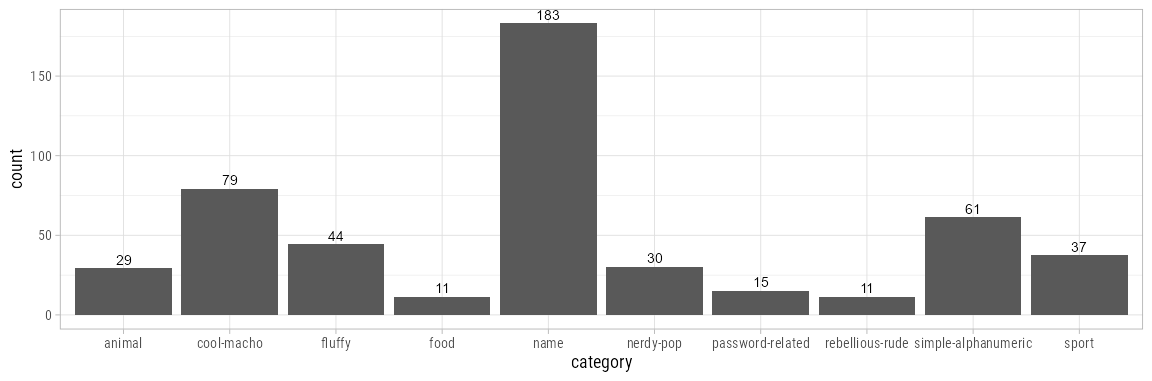 183
150
100
79
61
50
44
37
29
30
15
11
11
0
count
animal
cool-macho
fluffy
food
name
nerdy-pop
password-related
rebellious-rude
simple-alphanumeric
sport
category